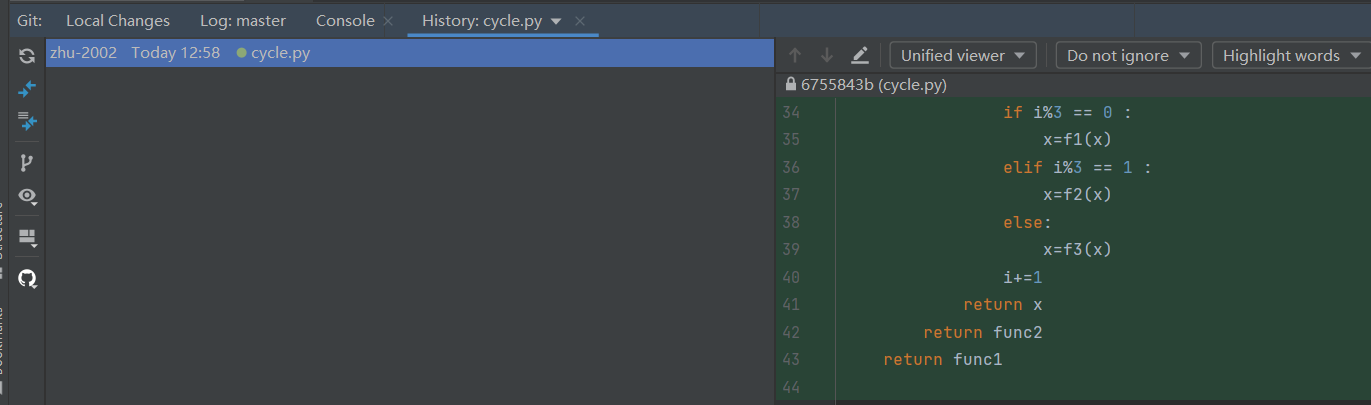 Git: Local Changes Log: master Console History: cycle.py
zhu-2002 Today 12:58 cycle.py
Unified viewer Do not ignore Highlight words
6755843b (cycle.py)
34 if i%3 == 0 :
35 x=f1(x)
36 elif i%3 == 1 :
37 x=f2(x)
38 else:
39 x=f3(x)
40 i+=1
41 return x
42 return func2
43 return func1
44